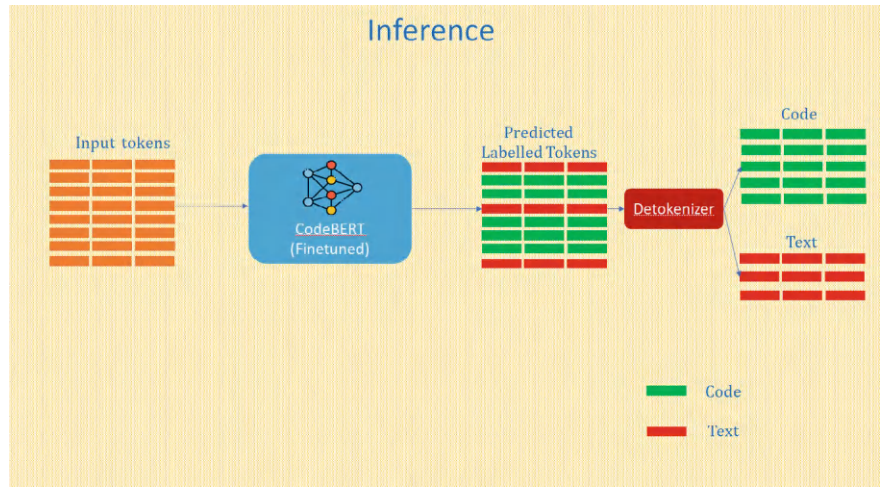 Inference
Input tokens
CodeBERT
(Finetuned)
Predicted
Labelled Tokens
Detokenizer
Code
Text
Code
Text